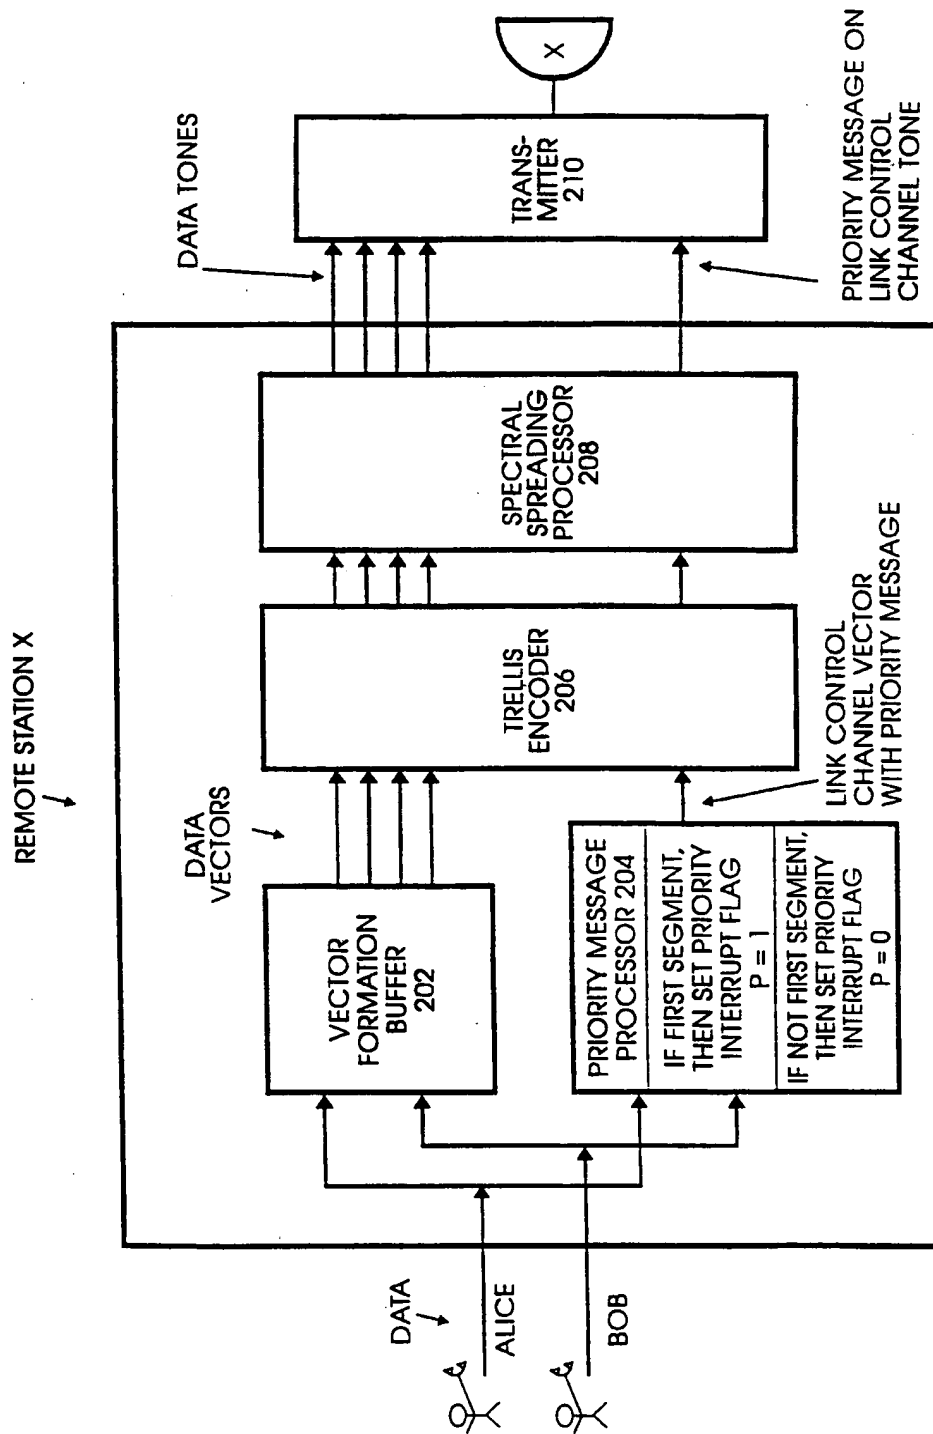 REMOTE STATION X
DATA
ALICE
BOB
VECTOR
FORMATION
BUFFER
202
PRIORITY MESSAGE
PROCESSOR 204
IF FIRST SEGMENT,
THEN SET PRIORITY
INTERRUPT FLAG
P = 1
IF NOT FIRST SEGMENT,
THEN SET PRIORITY
INTERRUPT FLAG
P = 0
DATA
VECTORS
LINK CONTROL
CHANNEL VECTOR
WITH PRIORITY MESSAGE
TRELLIS
ENCODER
206
SPECTRAL
SPREADING
PROCESSOR
208
DATA TONES
TRANS-
MITTER
210
X
PRIORITY MESSAGE ON
LINK CONTROL
CHANNEL TONE